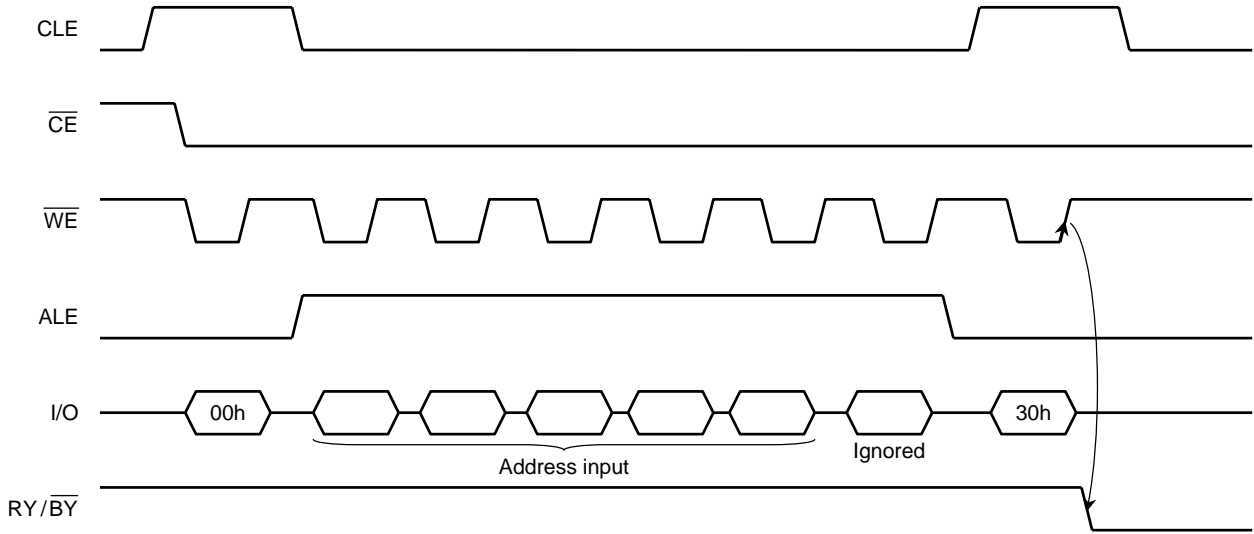 CLE
CE
WE
ALE
I/O
00h
30h
Address input
Ignored
RY/BY